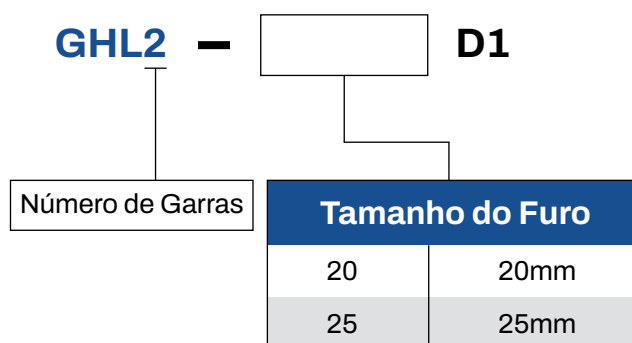 GHL2 – D1
Número de Garras
Tamanho do Furo
20 20mm
25 25mm